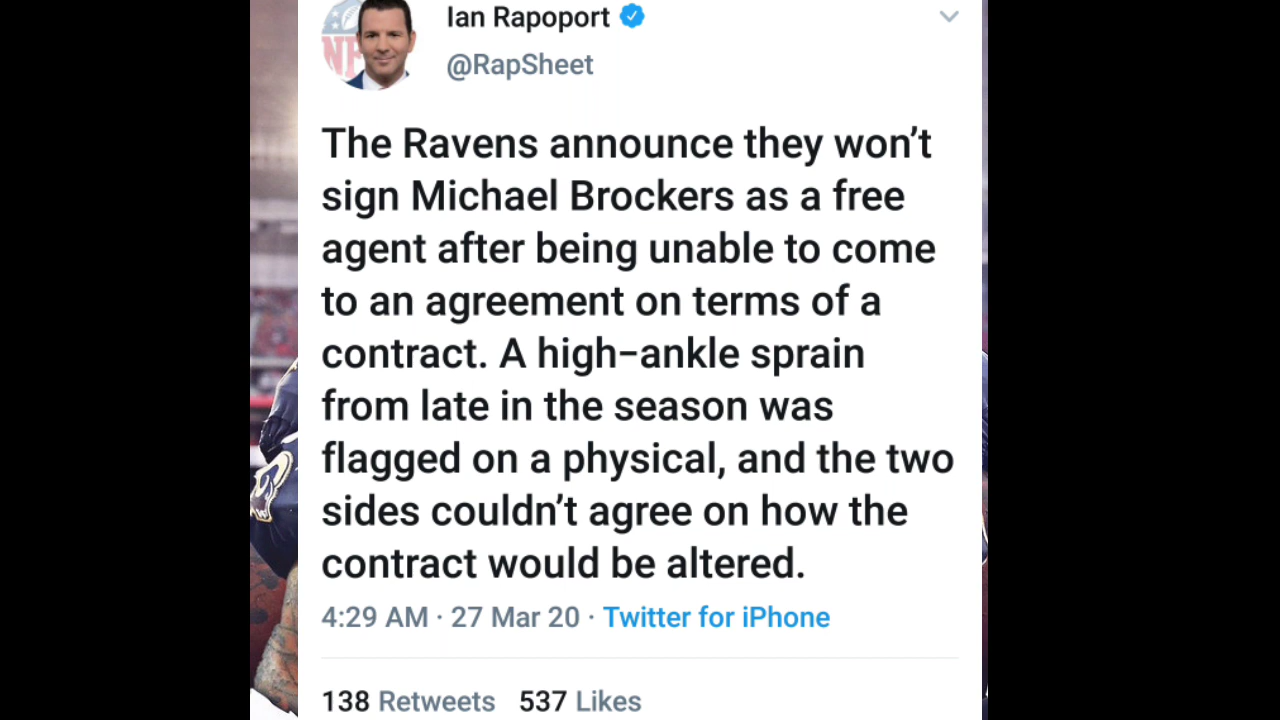 Ian Rapoport
@RapSheet
The Ravens announce they won't
sign Michael Brockers as a free
agent after being unable to come
to an agreement on terms of a
contract. A high-ankle sprain
from late in the season was
flagged on a physical, and the two
sides couldn't agree on how the
contract would be altered.
4:29 AM · 27 Mar 20 · Twitter for iPhone
138 Retweets 537 Likes